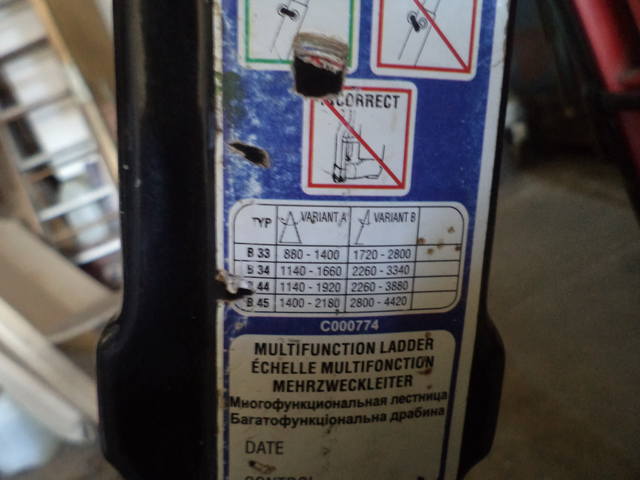 INCORRECT
TYP VARIANT A VARIANT B
B 33 880 - 1400 1720 - 2800
B 34 1140 - 1660 2260 - 3340
44 1140 - 1920 2260 - 3880
B 45 1400 - 2180 2800 - 4420
C000774
MULTIFUNCTION LADDER
ÉCHELLE MULTIFONCTION
MEHRZWECKLEITER
Многофункциональная лестница
Багатофункціональна драбина
DATE